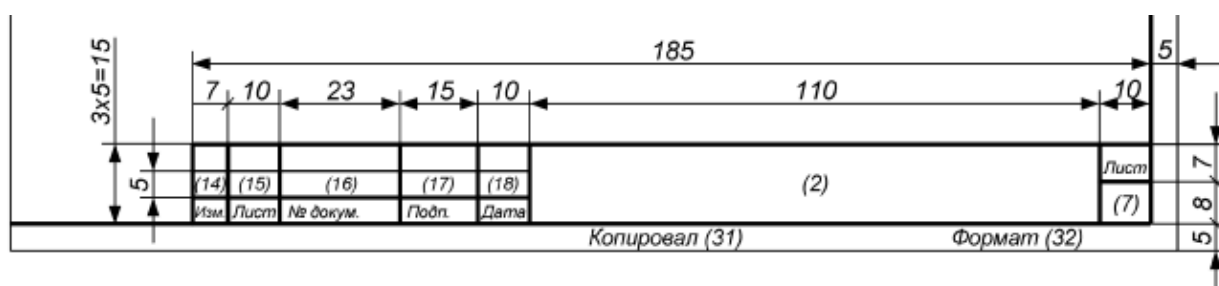 185 5
3x5=15
7 10 23 15 10 110 10
5
Лист 7
(14) (15) (16) (17) (18) (2)
(7) 8
Изм. Лист № докум. Подп. Дата
Копировал (31) Формат (32) 5